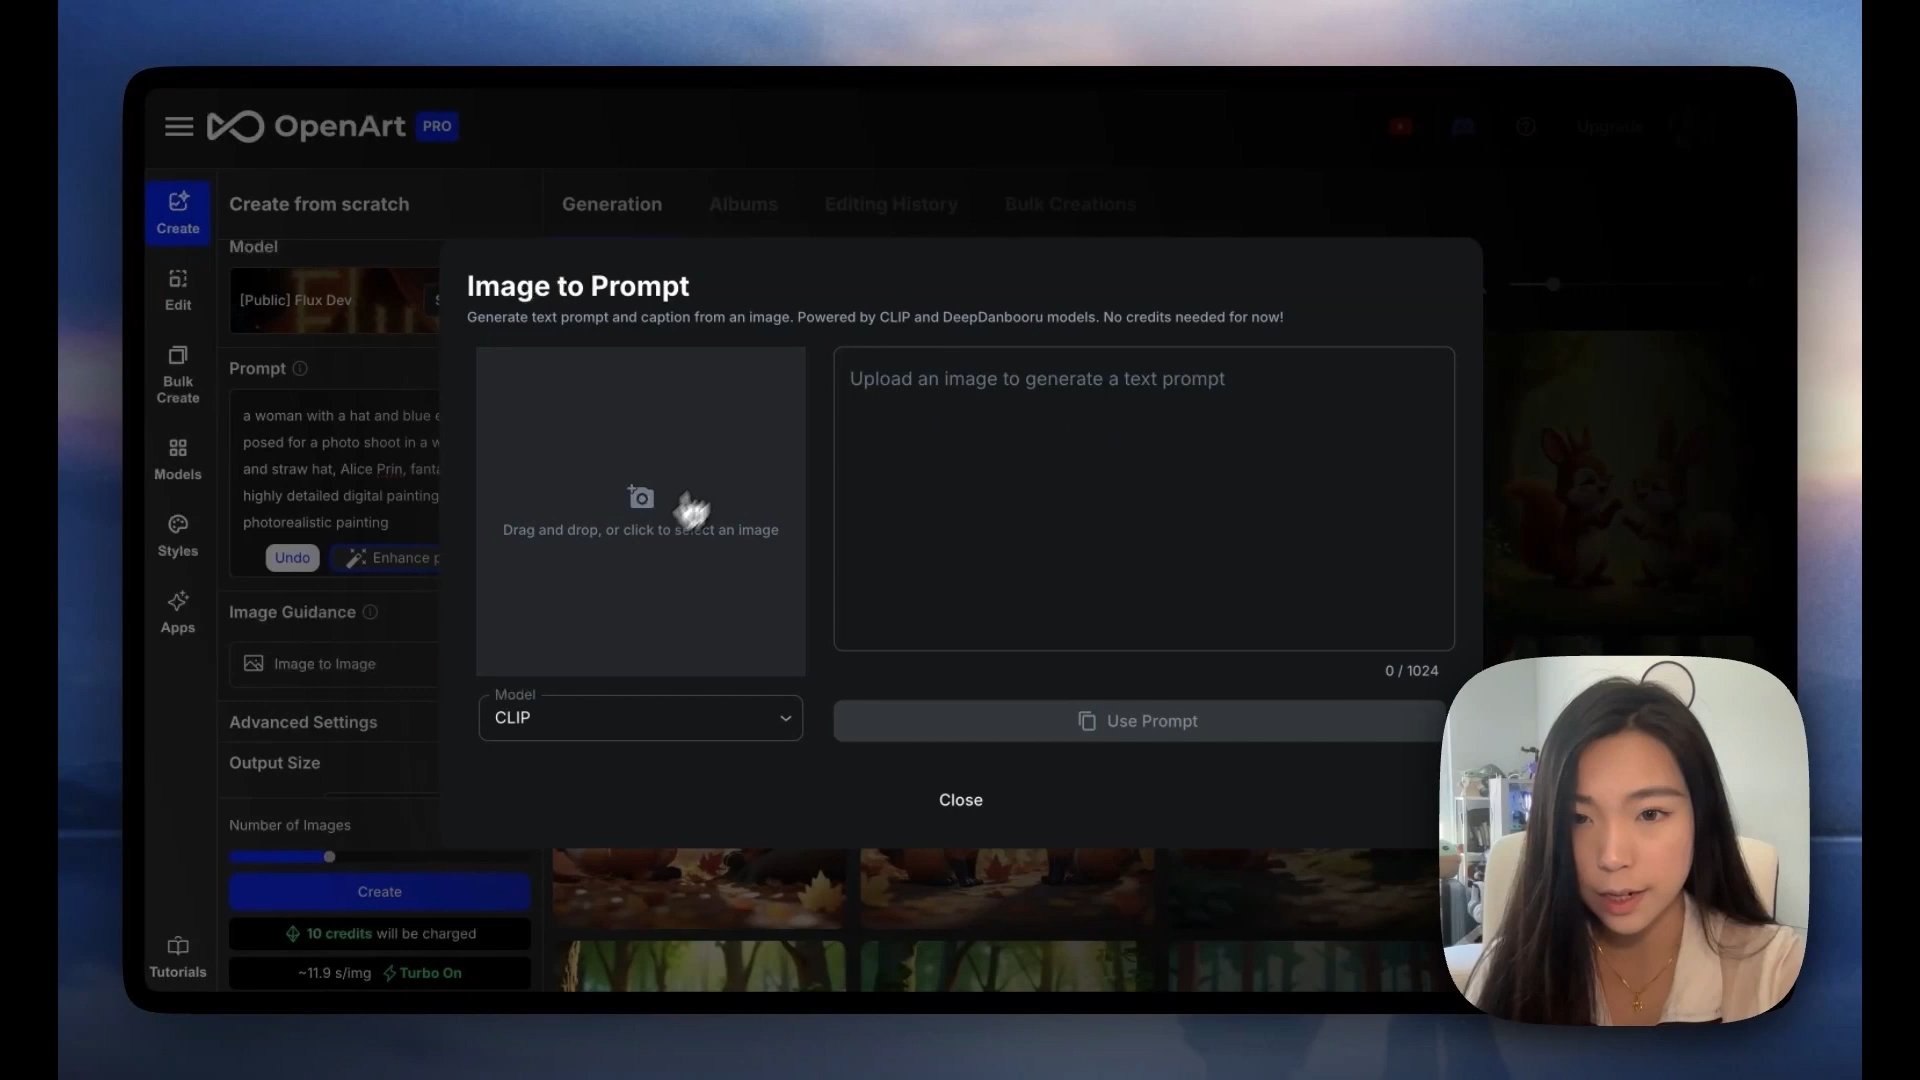 OpenArt PRO
Upgrade
Create from scratch
Generation
Albums
Editing History
Bulk Creations
Create
Edit
Bulk
Create
Models
Styles
Apps
Tutorials
Model
[Public] Flux Dev
Prompt
a woman with a hat and blue
posed for a photo shoot in a
and straw hat, Alice Prin,
highly detailed digital painting
photorealistic painting
Undo
Enhance
Image Guidance
Image to Image
Advanced Settings
Output Size
Number of Images
Create
10 credits will be charged
~11.9 s/img Turbo On
Image to Prompt
Generate text prompt and caption from an image. Powered by CLIP and DeepDanbooru models. No credits needed for now!
Drag and drop, or click to select an image
Upload an image to generate a text prompt
0 / 1024
Model
CLIP
Use Prompt
Close